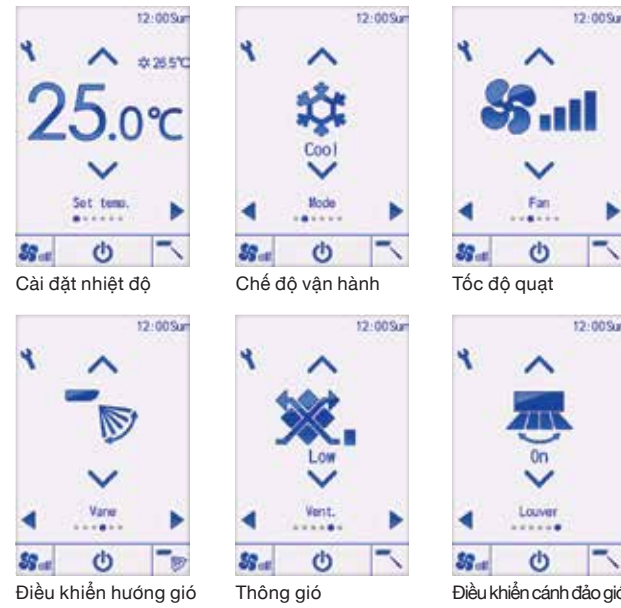 12:00Sun
26.5°C
25.0°C
Set temp.
Cài đặt nhiệt độ
12:00Sun
Cool
Mode
Chế độ vận hành
12:00Sun
Fan
Tốc độ quạt
12:00Sun
Vane
Điều khiển hướng gió
12:00Sun
Low
Vent.
Thông gió
12:00Sun
On
Louver
Điều khiển cánh đảo gió